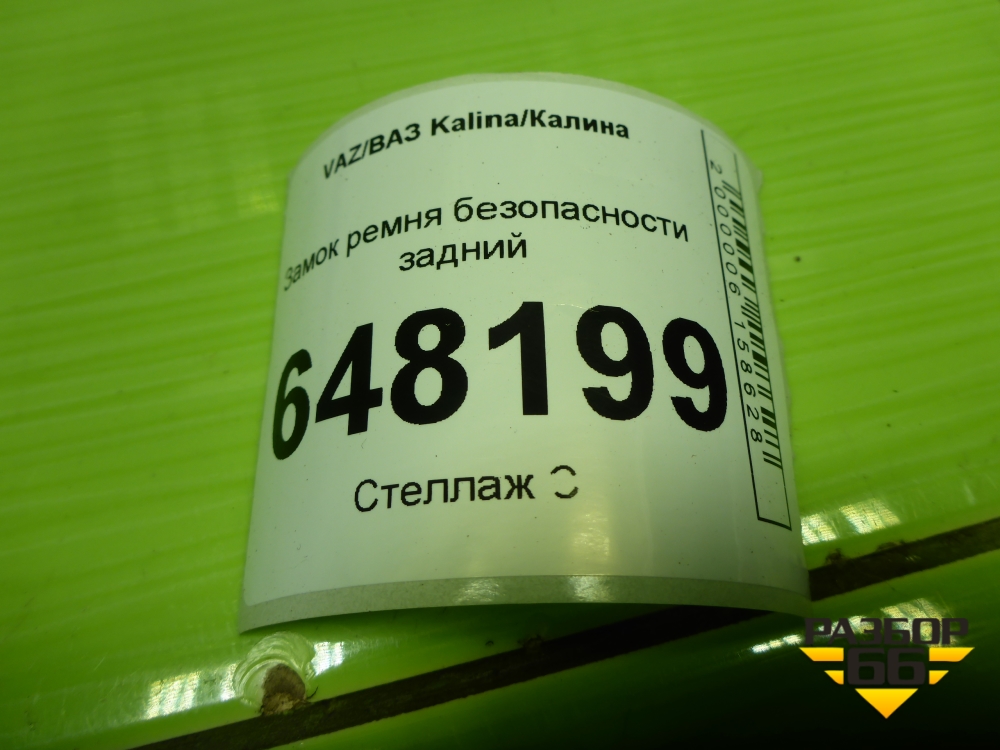 VAZ/ВАЗ Kalina/Калина
Замок ремня безопасности
задний
648199
Стеллаж
2000006158628
РАЗБОР
66